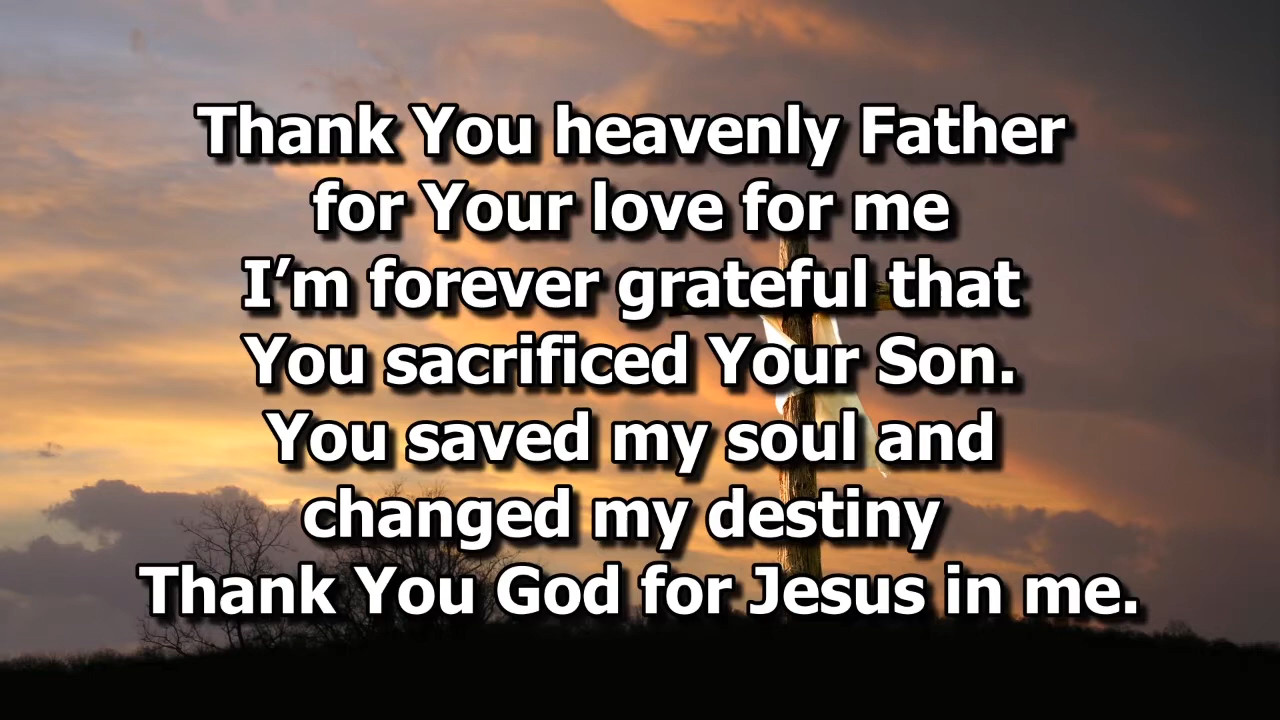 Thank You heavenly Father
for Your love for me
I’m forever grateful that
You sacrificed Your Son.
You saved my soul and
changed my destiny
Thank You God for Jesus in me.